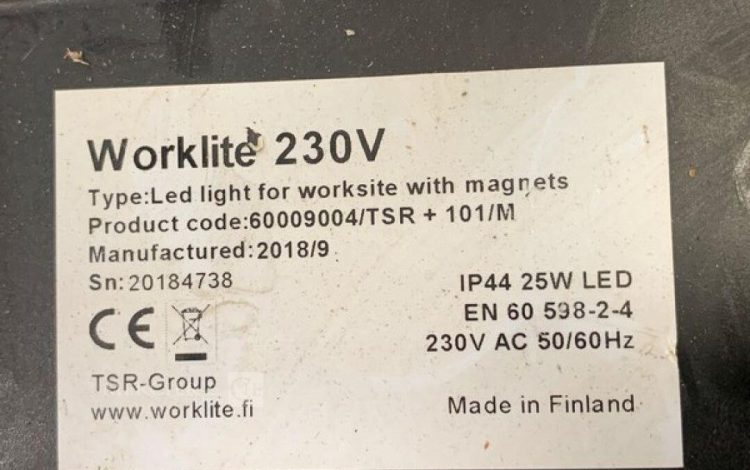 Worklite 230V
Type:Led light for worksite with magnets
Product code:60009004/TSR + 101/M
Manufactured:2018/9
Sn:20184738
IP44 25W LED
EN 60 598-2-4
230V AC 50/60Hz
CE
TSR-Group
www.worklite.fi
Made in Finland